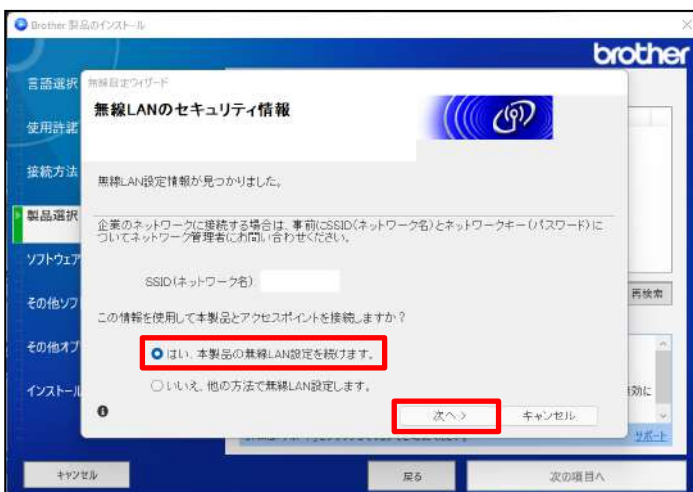 Brother 製品のインストール
brother
言語選択
使用許諾
接続方法
製品選択
ソフトウェア
その他ソフ
その他オプ
インストール
無線設定ウィザード
無線LANのセキュリティ情報
無線LAN設定情報が見つかりました。
企業のネットワークに接続する場合は、事前にSSID(ネットワーク名)とネットワークキー(パスワード)に
ついてネットワーク管理者にお問い合わせください。
SSID(ネットワーク名)
この情報を使用して本製品とアクセスポイントを接続しますか?
はい、本製品の無線LAN設定を続けます。
いいえ、他の方法で無線LAN設定します。
次へ >
キャンセル
再検索
効に
サポート
キャンセル
戻る
次の項目へ